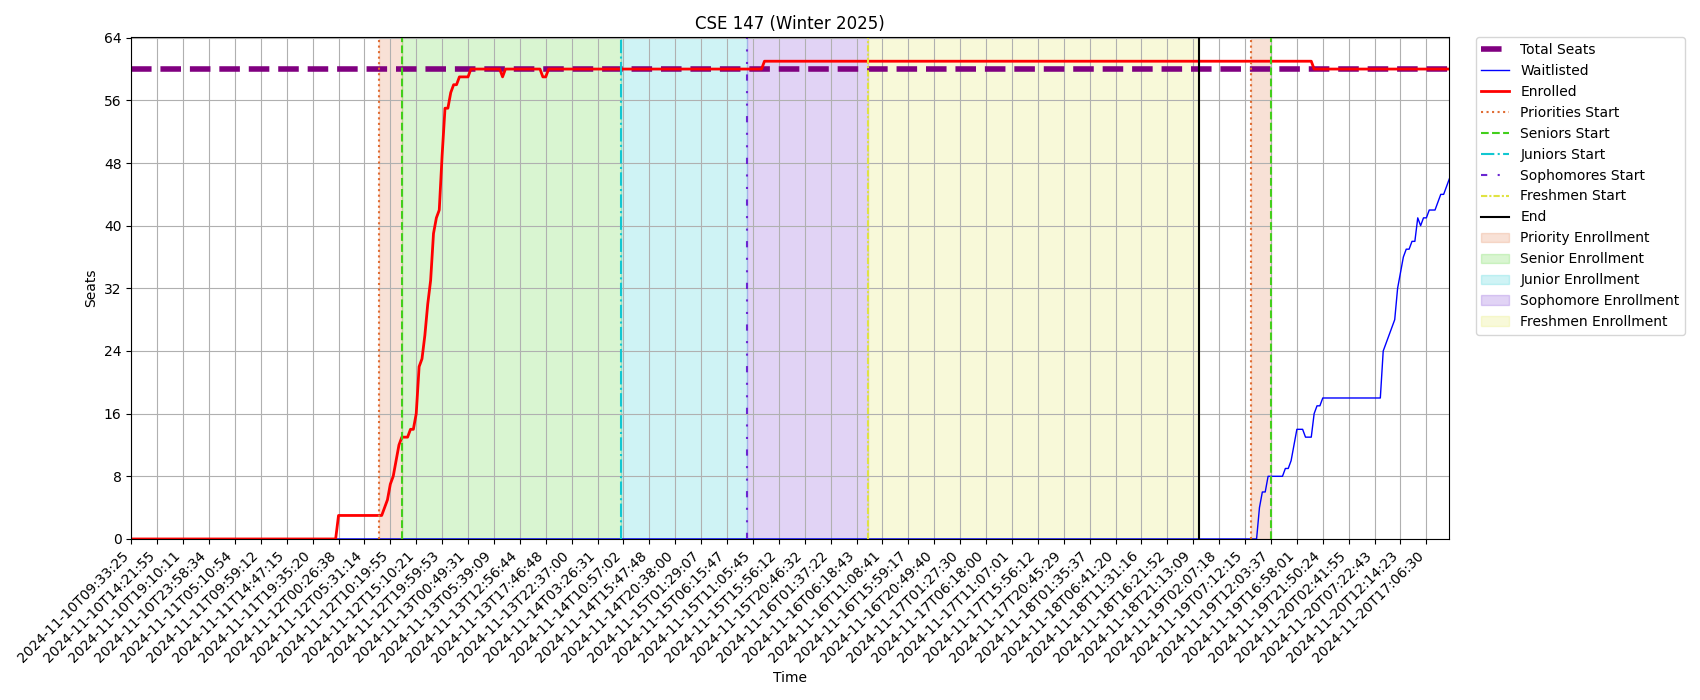 CSE 147 (Winter 2025)
64
56
48
40
32
24
16
8
0
Seats
2024-11-10T09:33:25
2024-11-10T14:21:55
2024-11-10T19:10:11
2024-11-10T23:58:34
2024-11-11T05:10:54
2024-11-11T09:59:12
2024-11-11T14:47:15
2024-11-11T19:35:20
2024-11-12T00:26:38
2024-11-12T05:31:14
2024-11-12T10:19:55
2024-11-12T15:10:21
2024-11-12T19:59:53
2024-11-13T00:49:31
2024-11-13T05:39:09
2024-11-13T12:56:44
2024-11-13T17:46:48
2024-11-13T22:37:00
2024-11-14T03:26:31
2024-11-14T10:57:02
2024-11-14T15:47:48
2024-11-14T20:38:00
2024-11-15T01:29:07
2024-11-15T06:15:47
2024-11-15T11:05:45
2024-11-15T15:56:12
2024-11-15T20:46:32
2024-11-16T01:37:22
2024-11-16T06:18:43
2024-11-16T11:08:41
2024-11-16T15:59:17
2024-11-16T20:49:40
2024-11-17T01:27:30
2024-11-17T06:18:00
2024-11-17T11:07:01
2024-11-17T15:56:12
2024-11-17T20:45:29
2024-11-18T01:35:37
2024-11-18T06:41:20
2024-11-18T11:31:16
2024-11-18T16:21:52
2024-11-18T21:13:09
2024-11-19T02:07:18
2024-11-19T07:12:15
2024-11-19T12:03:37
2024-11-19T16:58:01
2024-11-19T21:50:24
2024-11-20T02:41:55
2024-11-20T07:22:43
2024-11-20T12:14:23
2024-11-20T17:06:30
Time
Total Seats
Waitlisted
Enrolled
Priorities Start
Seniors Start
Juniors Start
Sophomores Start
Freshmen Start
End
Priority Enrollment
Senior Enrollment
Junior Enrollment
Sophomore Enrollment
Freshmen Enrollment